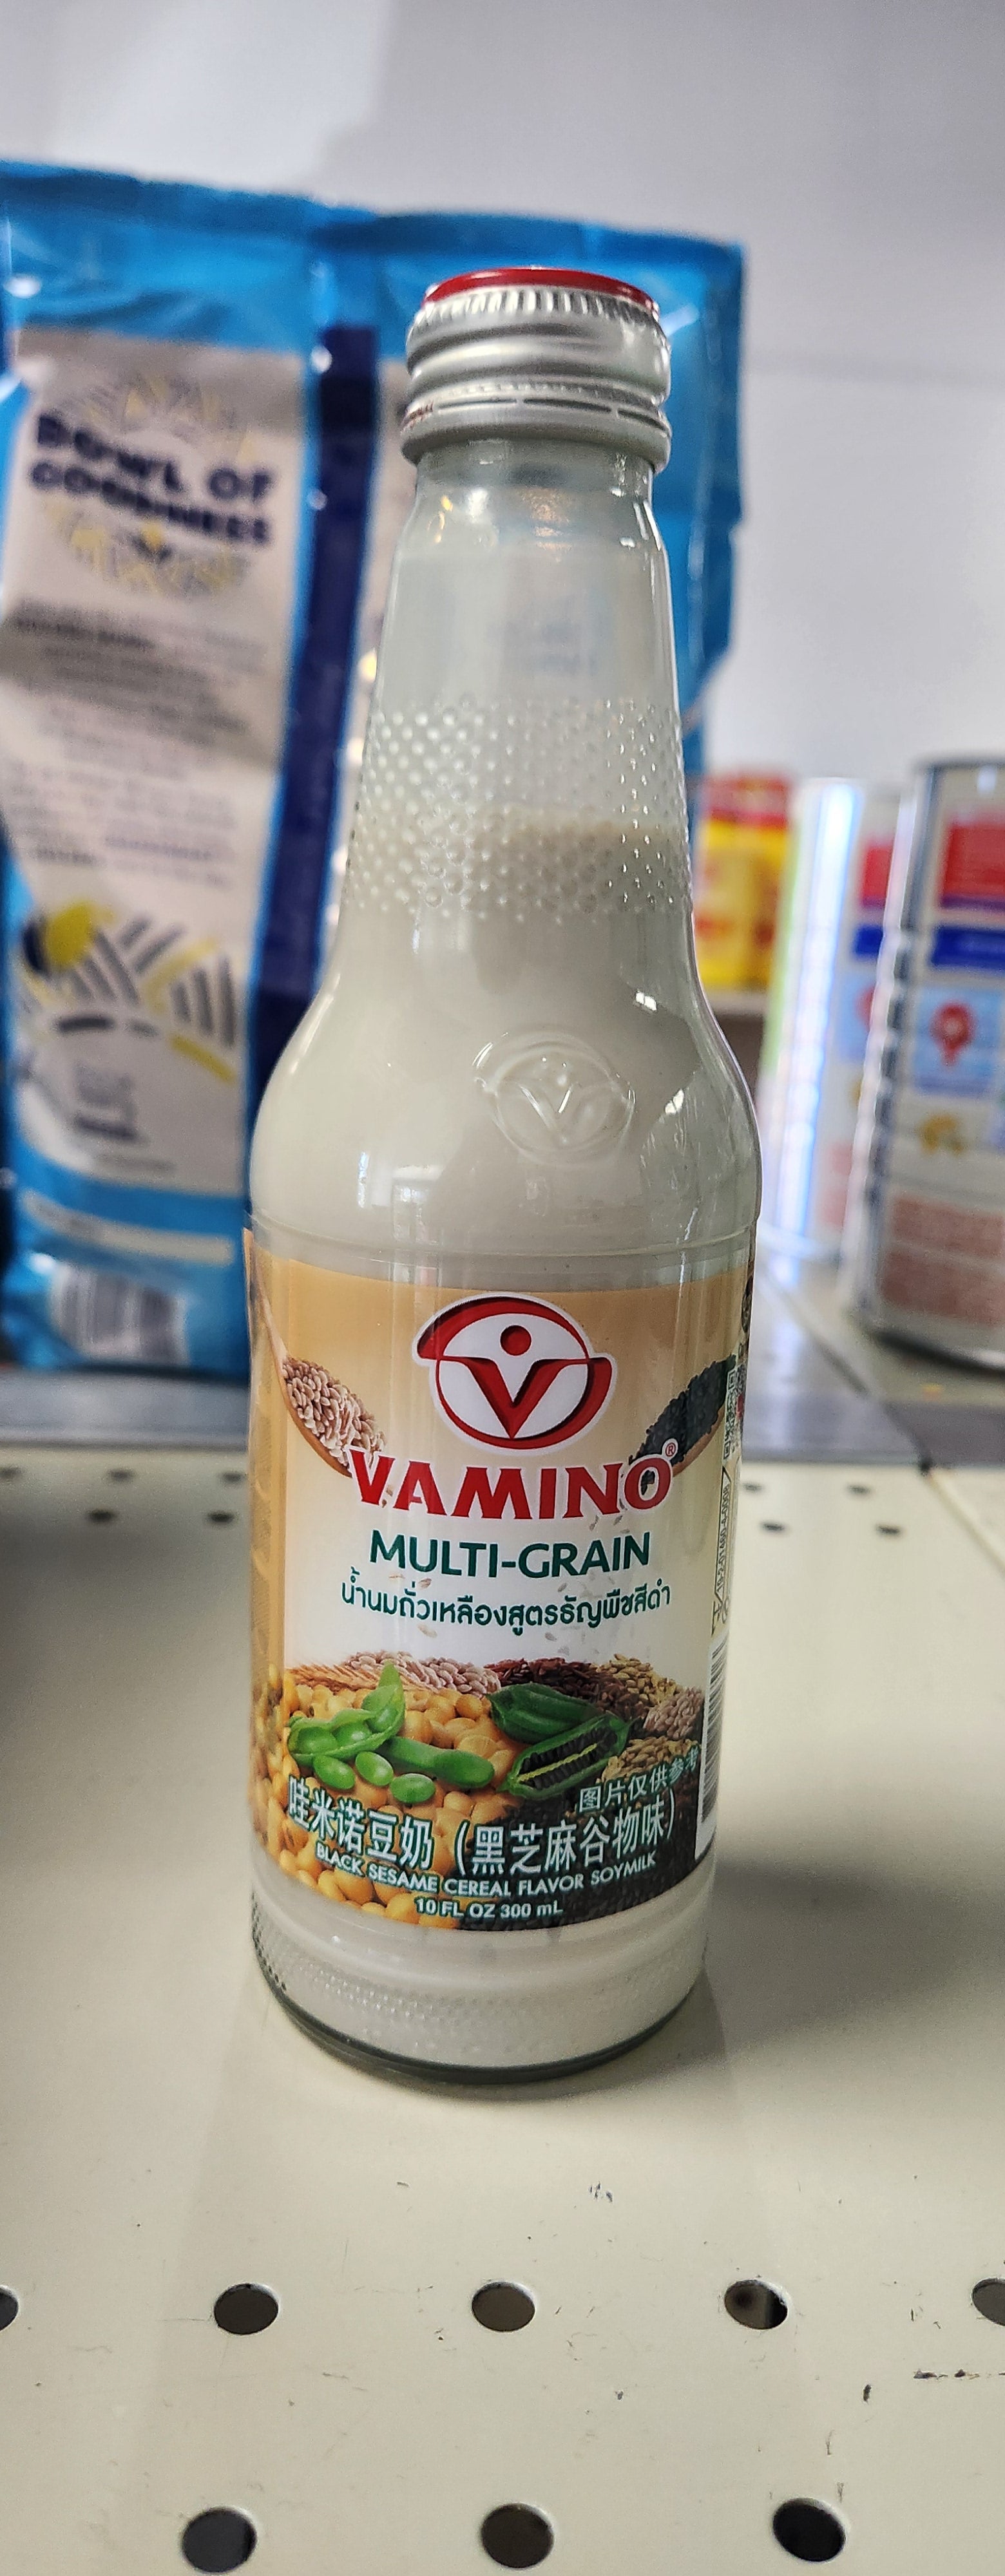 BOWL OF
GOODNESS
VAMINO®
MULTI-GRAIN
น้ำนมถั่วเหลืองสูตรธัญพืชสีดำ
图片仅供参考
哇米诺豆奶（黑芝麻谷物味）
BLACK SESAME CEREAL FLAVOR SOYMILK
10 FL OZ 300 mL